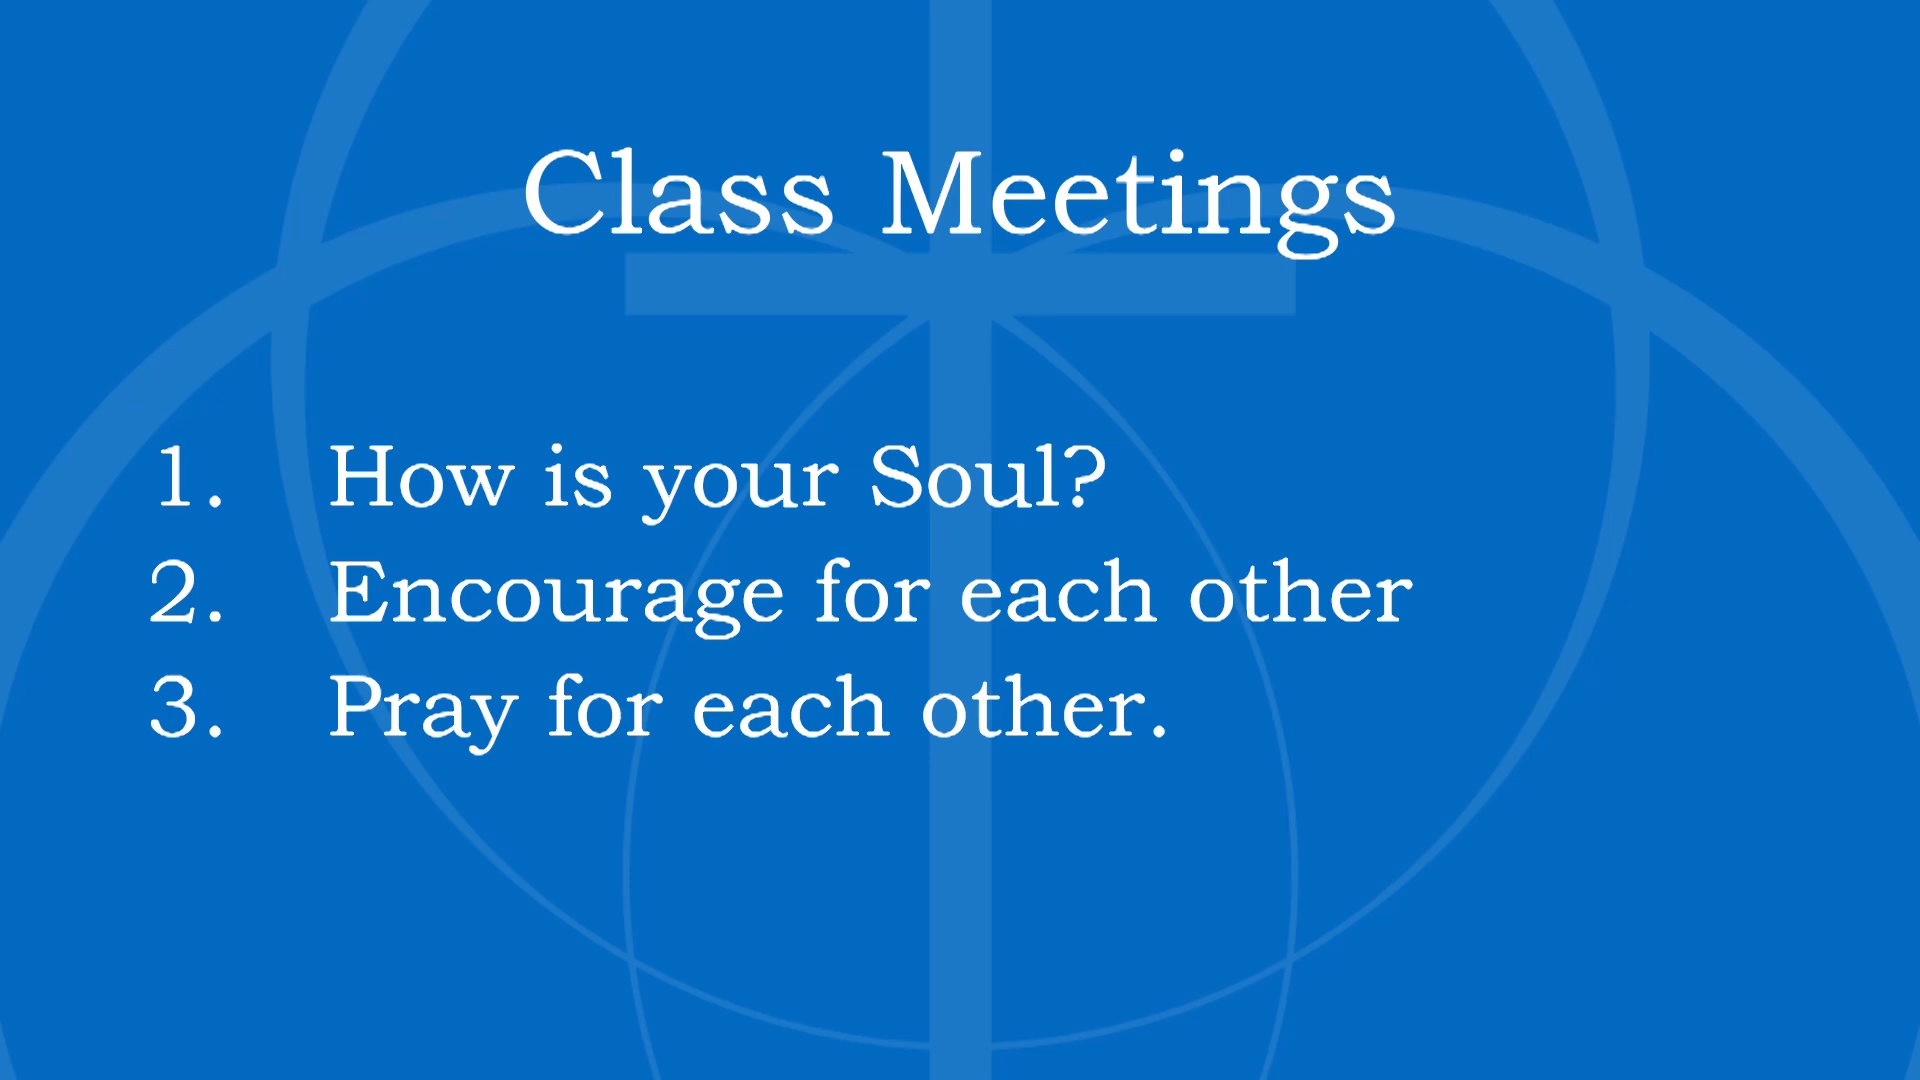 Class Meetings
1. How is your Soul?
2. Encourage for each other
3. Pray for each other.